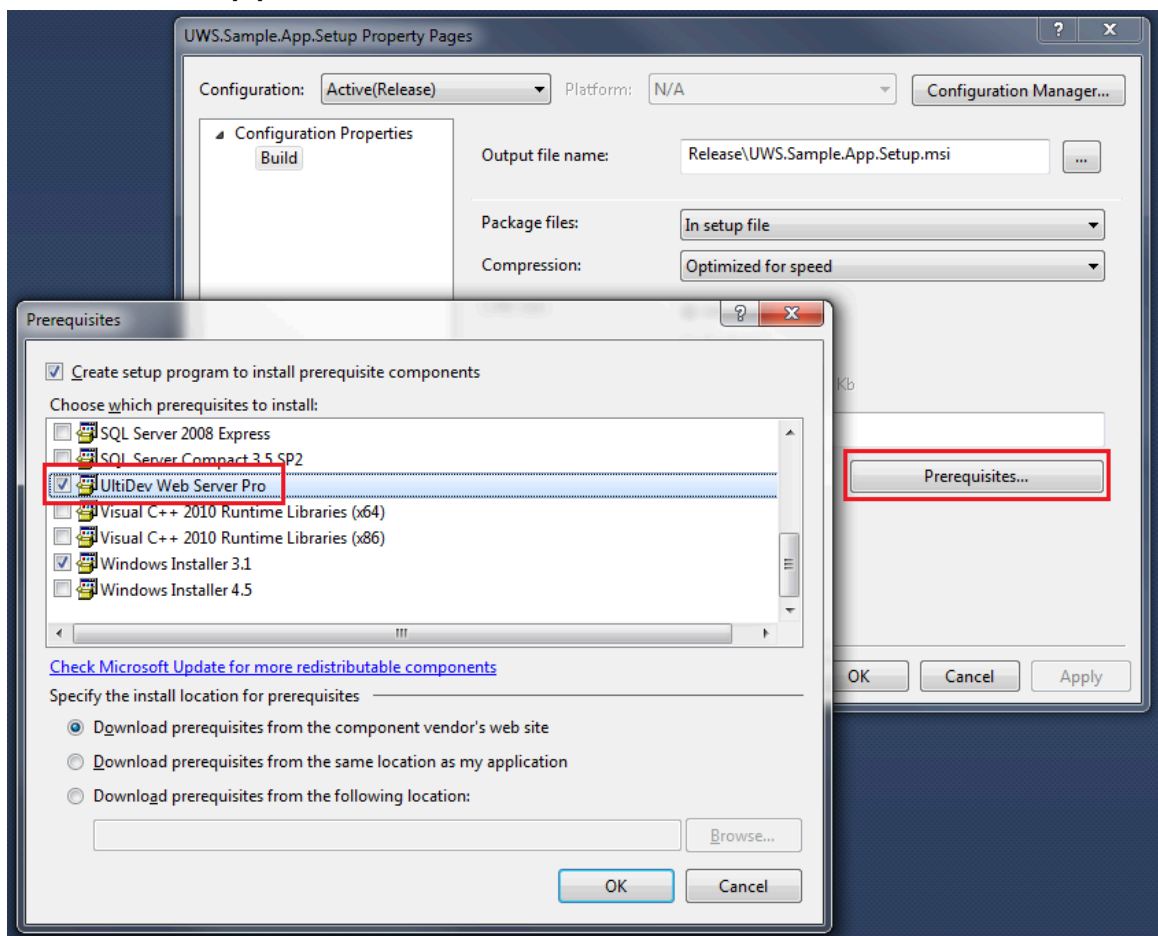 UWS.Sample.App.Setup Property Pages
Configuration: Active(Release) Platform: N/A Configuration Manager...
Configuration Properties
Build
Output file name: Release\UWS.Sample.App.Setup.msi ...
Package files: In setup file
Compression: Optimized for speed
Kb
Prerequisites...
OK Cancel Apply
Prerequisites
Create setup program to install prerequisite components
Choose which prerequisites to install:
SQL Server 2008 Express
SQL Server Compact 3.5 SP2
UltiDev Web Server Pro
Visual C++ 2010 Runtime Libraries (x64)
Visual C++ 2010 Runtime Libraries (x86)
Windows Installer 3.1
Windows Installer 4.5
Check Microsoft Update for more redistributable components
Specify the install location for prerequisites
Download prerequisites from the component vendor's web site
Download prerequisites from the same location as my application
Download prerequisites from the following location:
Browse...
OK Cancel